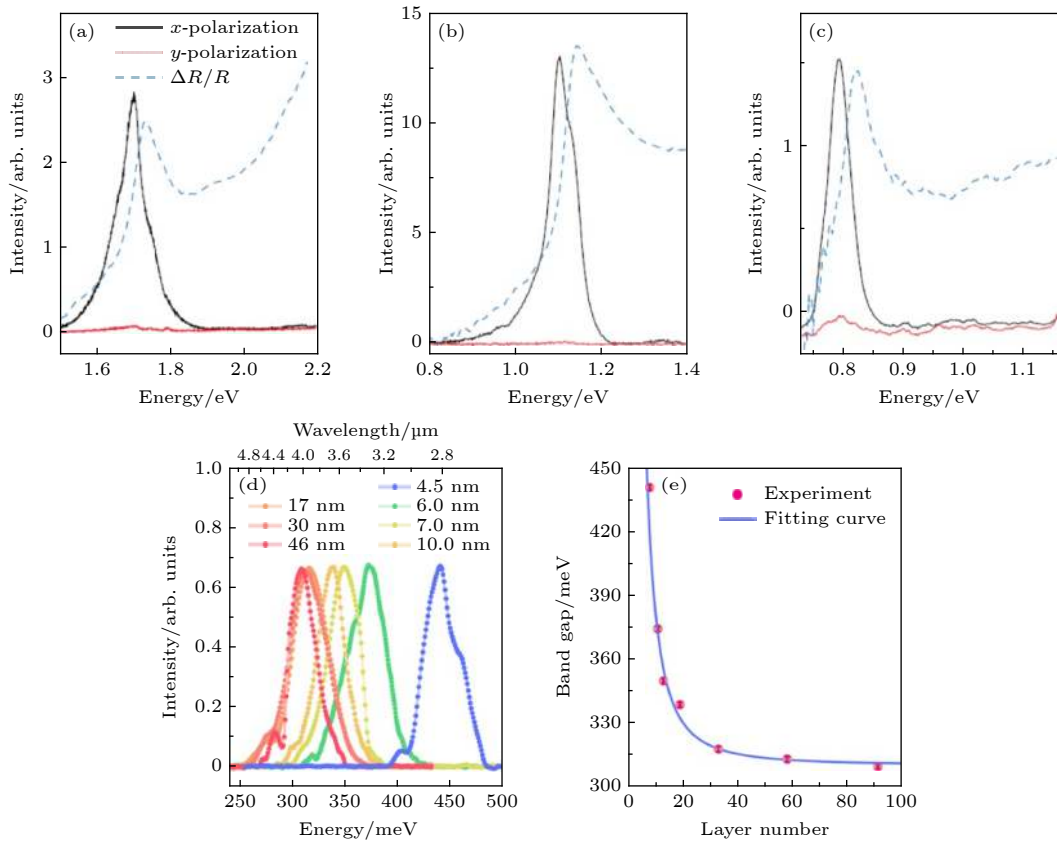 (a)
x-polarization
y-polarization
ΔR/R
3
2
1
0
Intensity/arb. units
1.6
1.8
2.0
2.2
Energy/eV
(b)
15
10
5
0
Intensity/arb. units
0.8
1.0
1.2
1.4
Energy/eV
(c)
1
0
Intensity/arb. units
0.8
0.9
1.0
1.1
Energy/eV
Wavelength/μm
4.8 4.4 4.0 3.6 3.2 2.8
(d)
17 nm
30 nm
46 nm
4.5 nm
6.0 nm
7.0 nm
10.0 nm
1.0
0.8
0.6
0.4
0.2
0
Intensity/arb. units
250 300 350 400 450 500
Energy/meV
(e)
Experiment
Fitting curve
450
420
390
360
330
300
Band gap/meV
0 20 40 60 80 100
Layer number